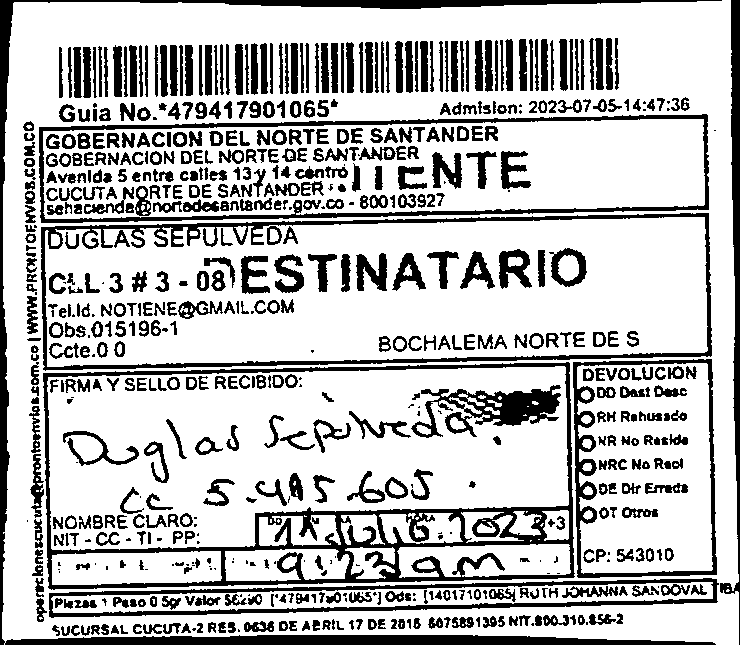 Guia No.*479417901065*
Admision: 2023-07-05-14:47:36
GOBERNACION DEL NORTE DE SANTANDER
GOBERNACION DEL NORTE DE SANTANDER
Avenida 5 entre calles 13 y 14 centro
CUCUTA NORTE DE SANTANDER
sehacienda@nortedesantander.gov.co - 800103927
DUGLAS SEPULVEDA
CLL 3 # 3 - 08
DESTINATARIO
Tel.Id. NOTIENE@GMAIL.COM
Obs.015196-1
Ccte.0 0
BOCHALEMA NORTE DE S
FIRMA Y SELLO DE RECIBIDO:
Duglas Sepulveda.
cc 5.415.605.
NOMBRE CLARO:
NIT - CC - TI - PP:
11 Julio. 2023
9:23 am
DEVOLUCION
DD Dest Desc
RH Rehusado
NR No Reside
NRC No Recl
DE Dir Errada
OT Otros
CP: 543010
Piezas 1 Peso 0 5gr Valor $6290 [*479417901065*] Ods: [14017101065] RUTH JOHANNA SANDOVAL
SUCURSAL CUCUTA-2 RES. 0636 DE ABRIL 17 DE 2015 6075891395 NIT.800.310.856-2
operacionescucuta@prontoenvios.com.co | WWW.PRONTOENVIOS.COM.CO